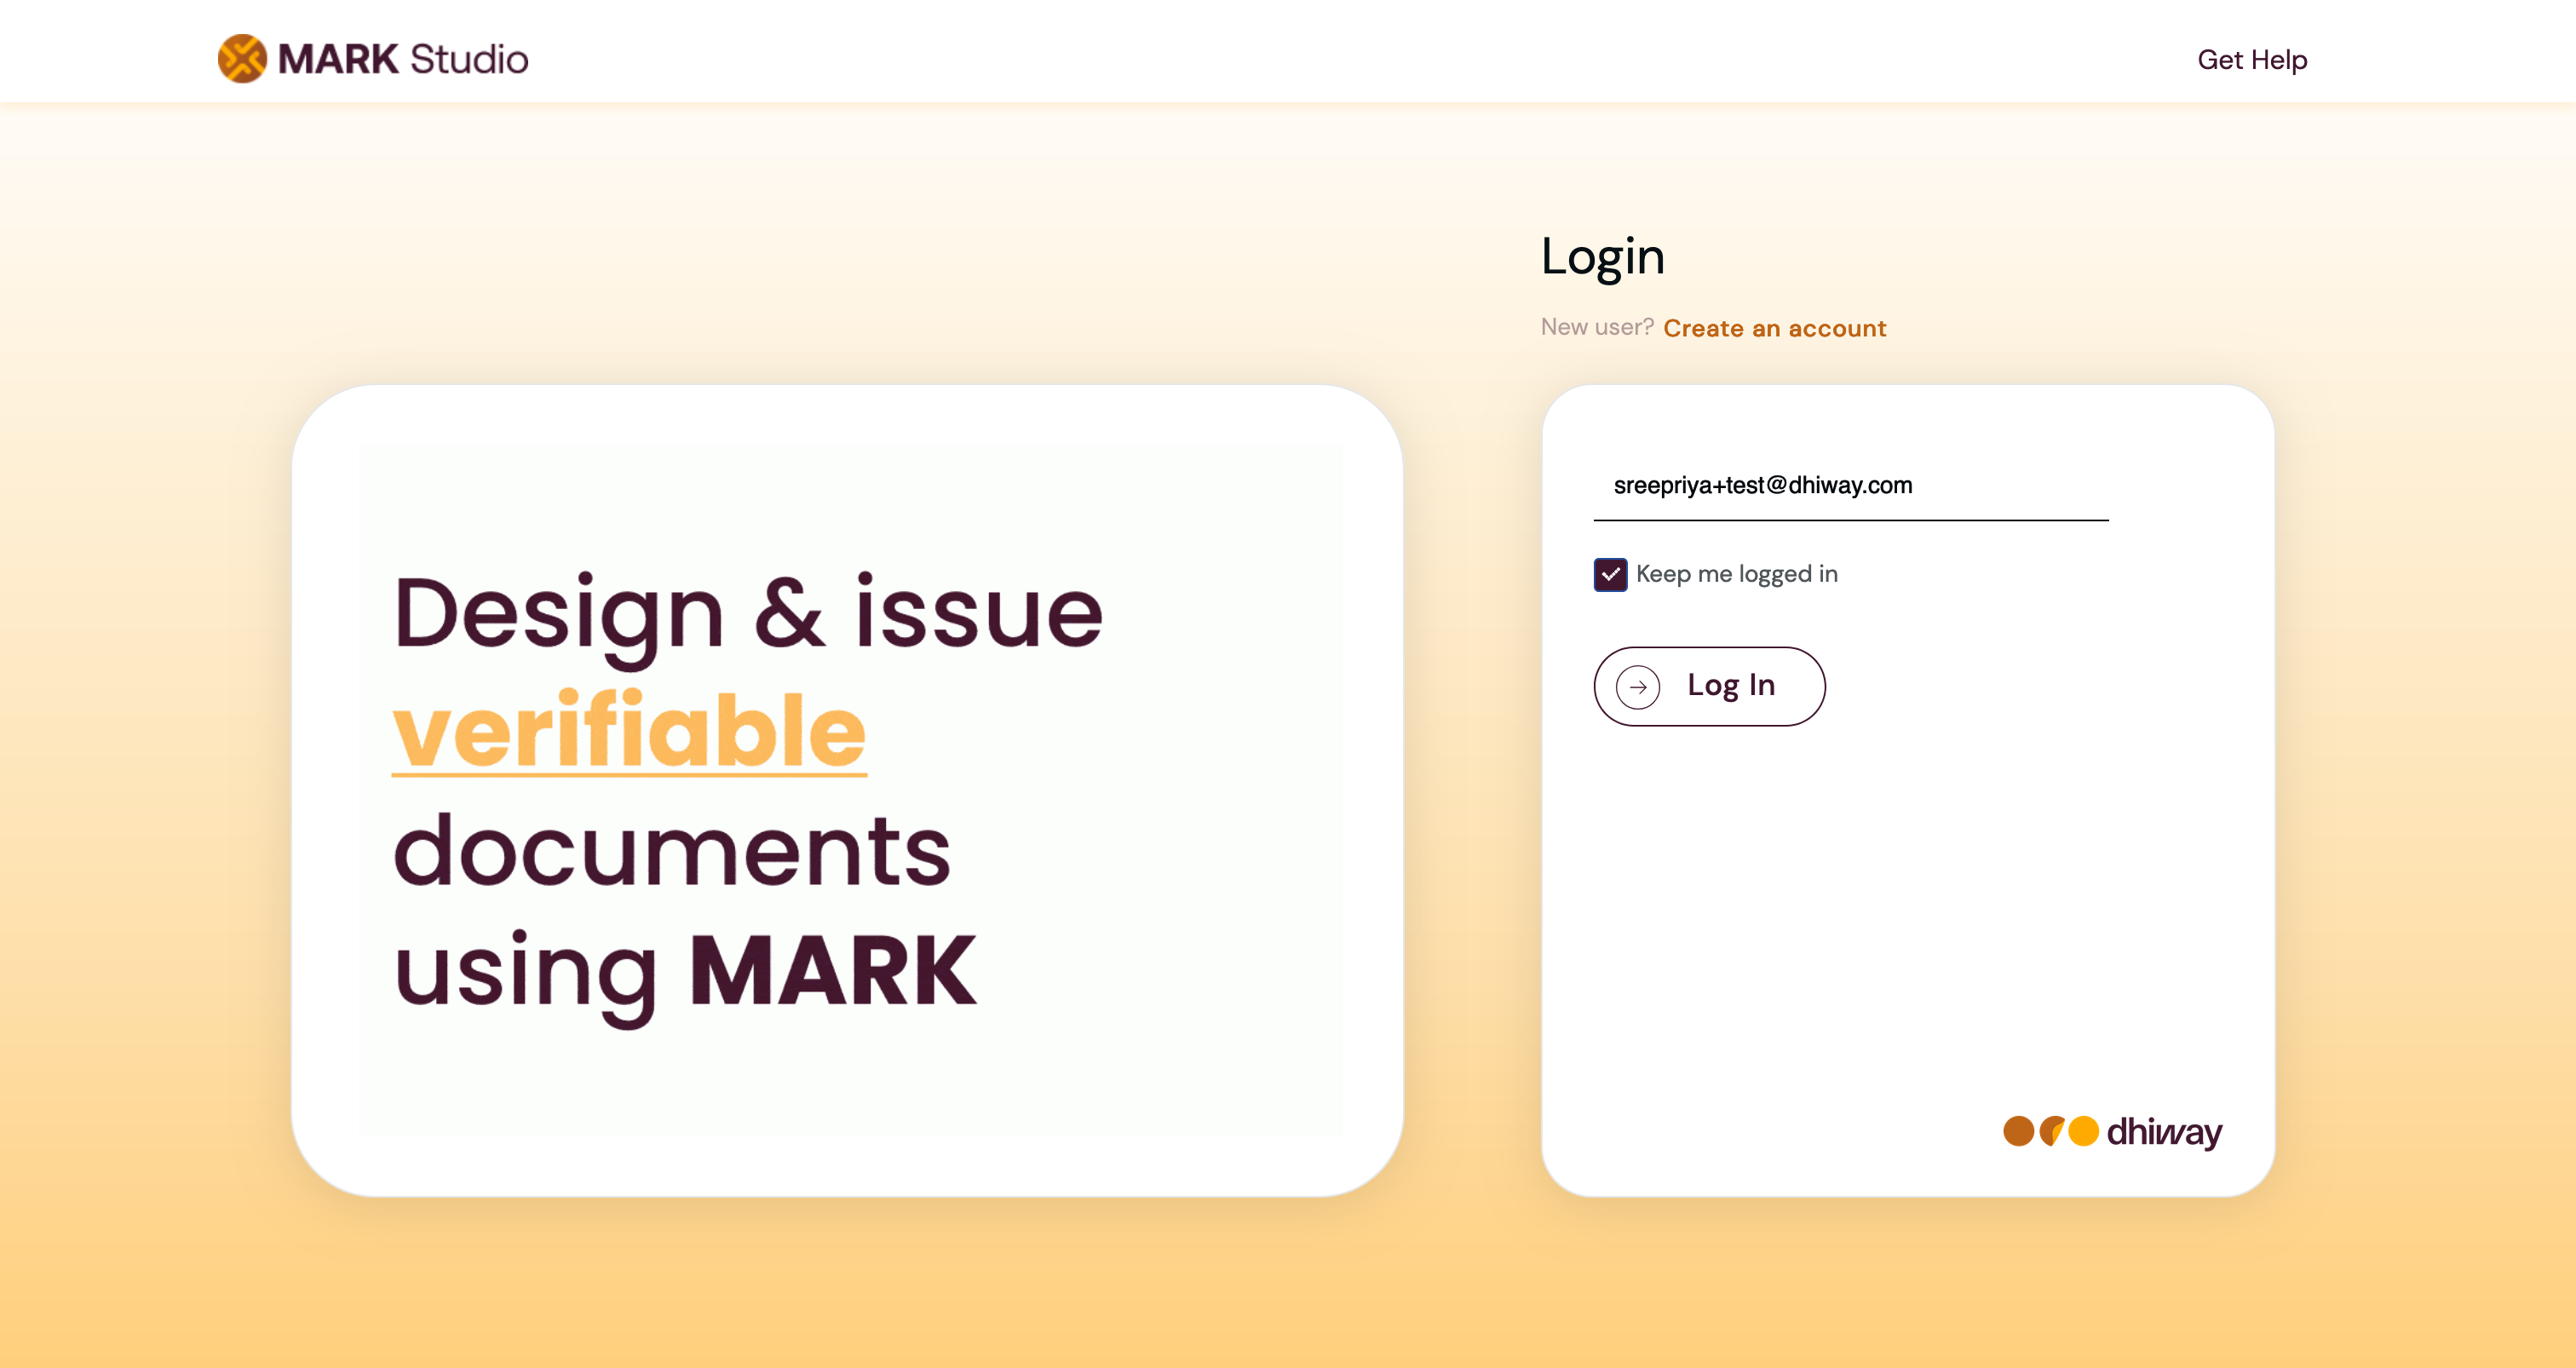 MARK Studio
Get Help
Login
New user? Create an account
Design & issue
verifiable
documents
using MARK
sreepriya+test@dhiway.com
Keep me logged in
Log In
dhiway